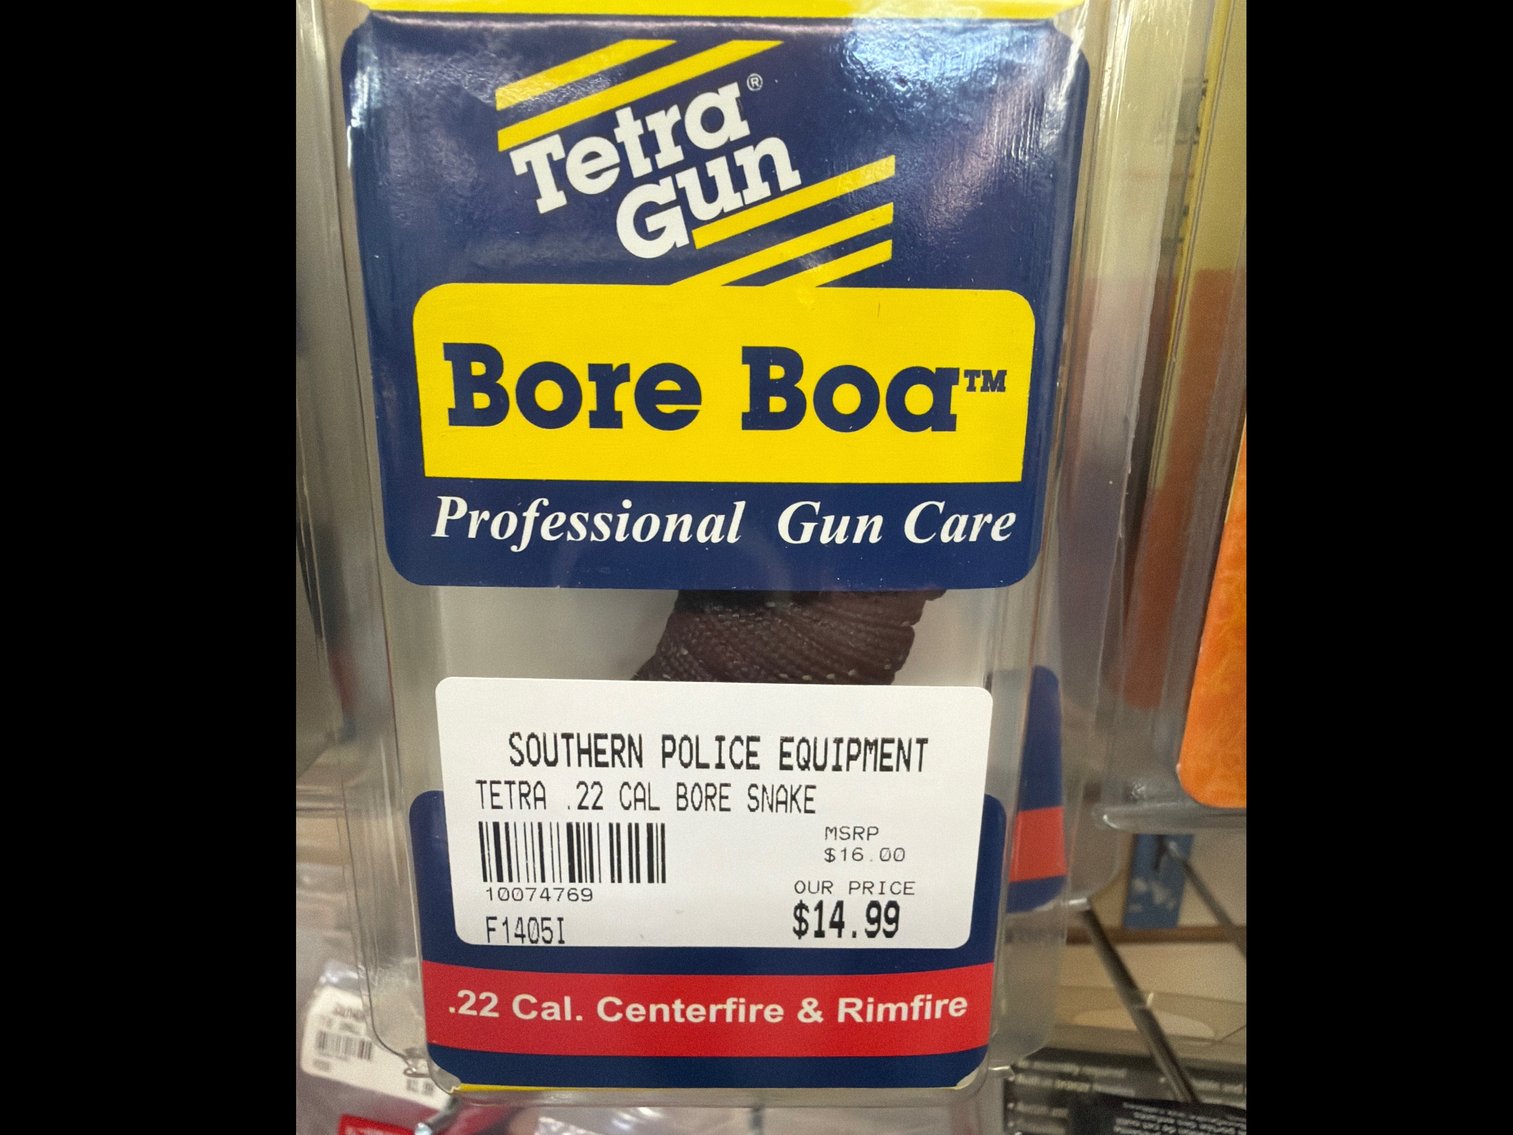 Tetra®
Gun
Bore Boa™
Professional Gun Care
SOUTHERN POLICE EQUIPMENT
TETRA .22 CAL BORE SNAKE
MSRP
$16.00
10074769
OUR PRICE
F1405I
$14.99
.22 Cal. Centerfire & Rimfire